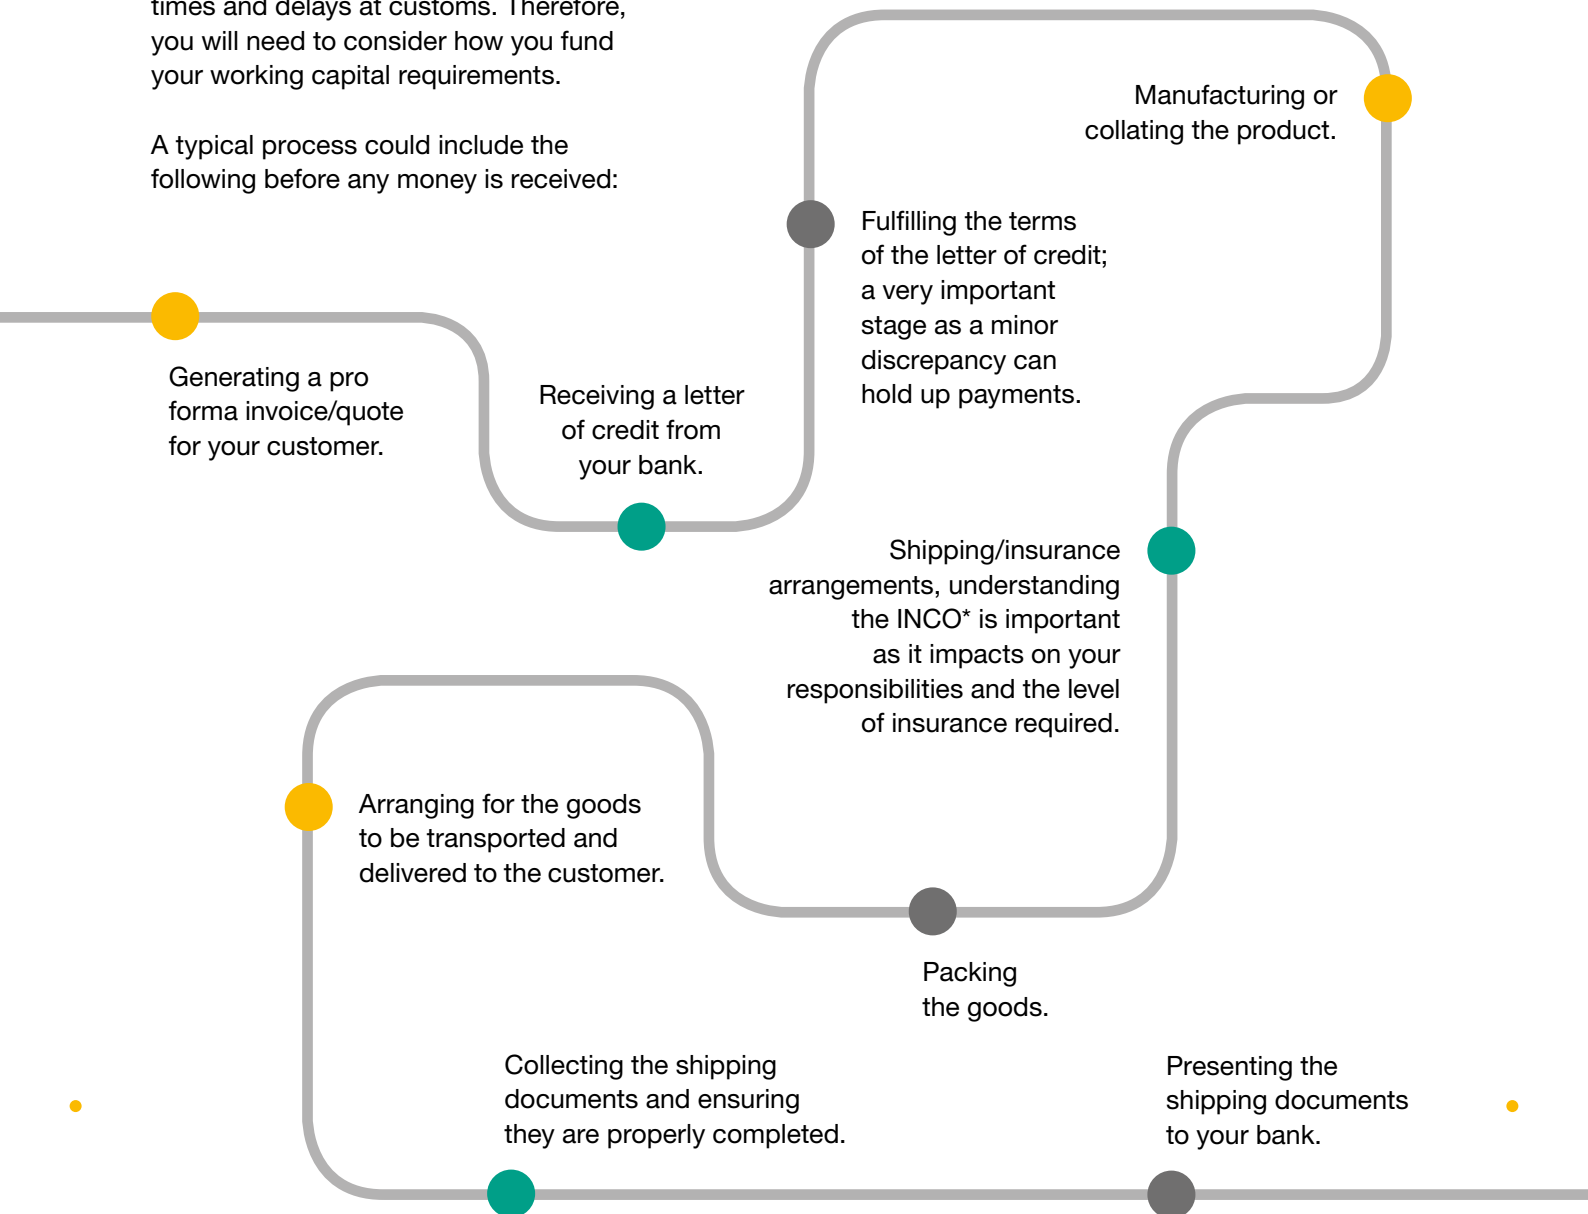 times and delays at customs. Therefore,
you will need to consider how you fund
your working capital requirements.
A typical process could include the
following before any money is received:
Generating a pro
forma invoice/quote
for your customer.
Receiving a letter
of credit from
your bank.
Fulfilling the terms
of the letter of credit;
a very important
stage as a minor
discrepancy can
hold up payments.
Manufacturing or
collating the product.
Shipping/insurance
arrangements, understanding
the INCO* is important
as it impacts on your
responsibilities and the level
of insurance required.
Packing
the goods.
Arranging for the goods
to be transported and
delivered to the customer.
Collecting the shipping
documents and ensuring
they are properly completed.
Presenting the
shipping documents
to your bank.